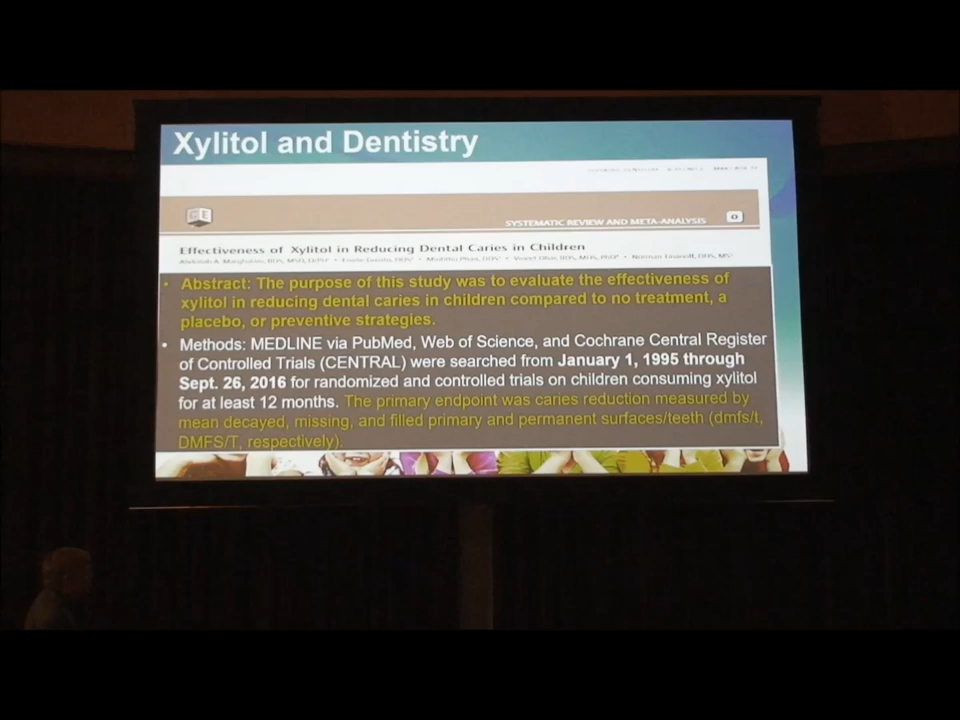 Xylitol and Dentistry
CE
SYSTEMATIC REVIEW AND META-ANALYSIS
O
Effectiveness of Xylitol in Reducing Dental Caries in Children
• Abstract: The purpose of this study was to evaluate the effectiveness of
xylitol in reducing dental caries in children compared to no treatment, a
placebo, or preventive strategies.
• Methods: MEDLINE via PubMed, Web of Science, and Cochrane Central Register
of Controlled Trials (CENTRAL) were searched from January 1, 1995 through
Sept. 26, 2016 for randomized and controlled trials on children consuming xylitol
for at least 12 months. The primary endpoint was caries reduction measured by
mean decayed, missing, and filled primary and permanent surfaces/teeth (dmfs/t,
DMFS/T, respectively).